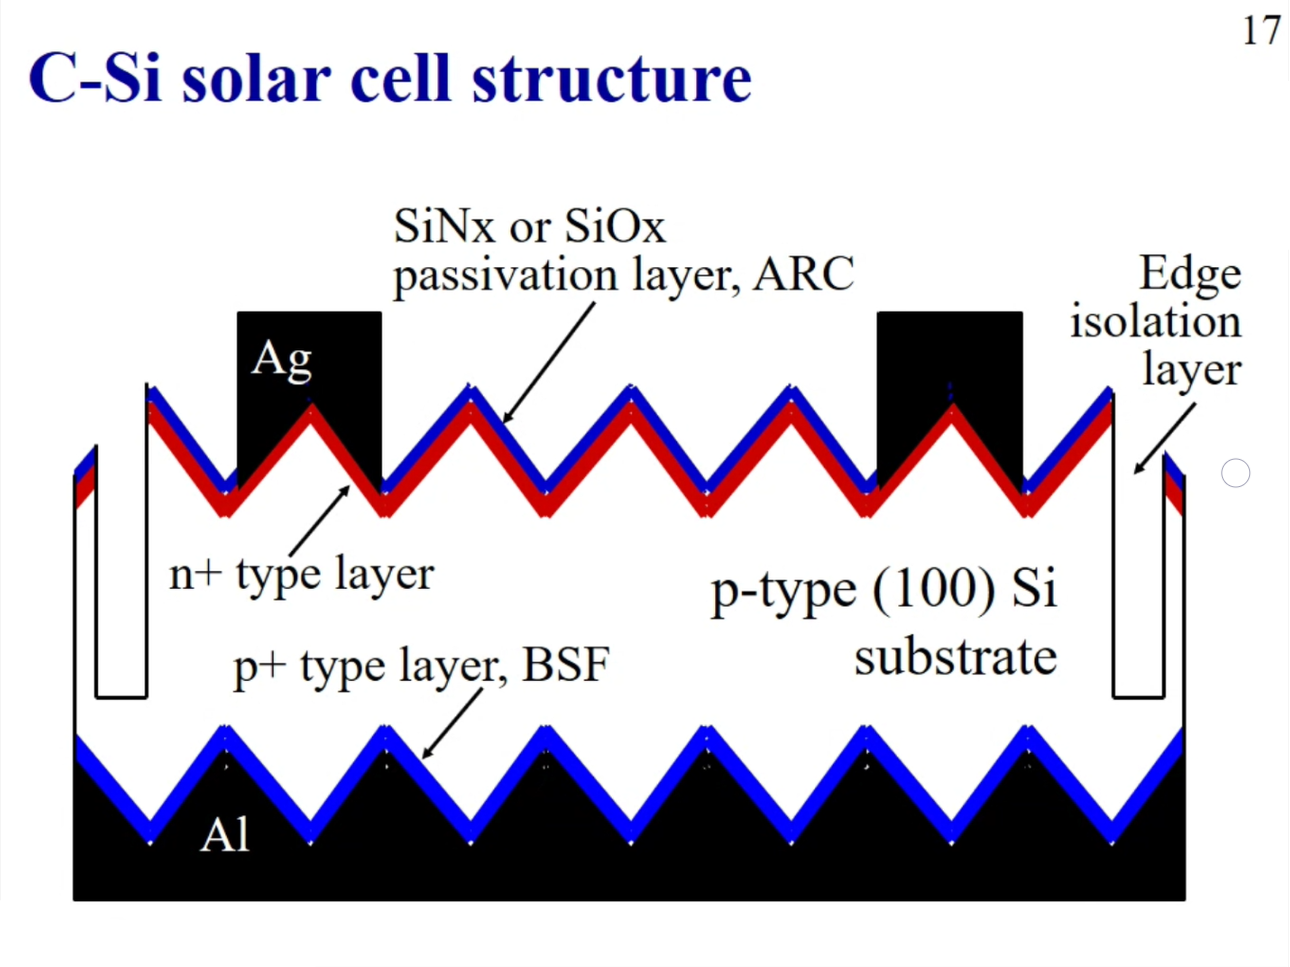 17
C-Si solar cell structure
SiNx or SiOx
passivation layer, ARC
Edge
isolation
layer
Ag
n+ type layer
p-type (100) Si
substrate
p+ type layer, BSF
Al